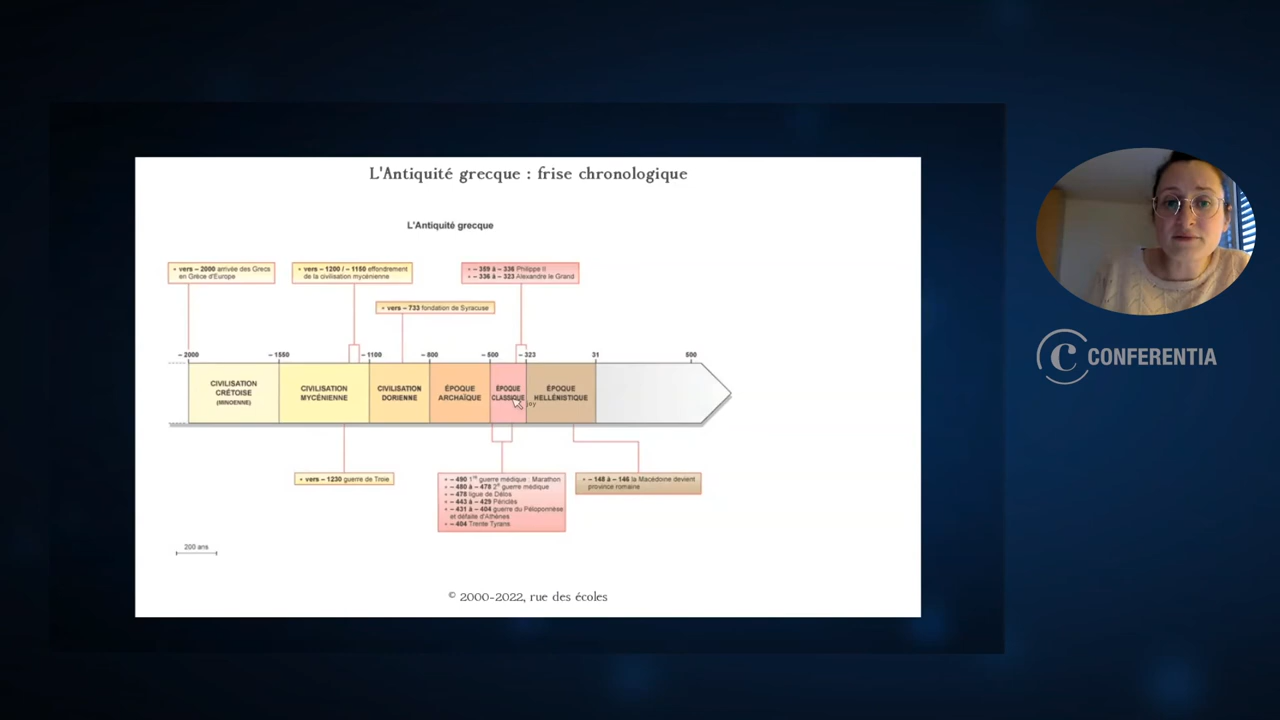 L'Antiquité grecque : frise chronologique
L'Antiquité grecque
• vers – 2000 arrivée des Grecs
en Grèce d'Europe
• vers – 1200 / – 1150 effondrement
de la civilisation mycénienne
• – 359 à – 336 Philippe II
• – 336 à – 323 Alexandre le Grand
• vers – 733 fondation de Syracuse
– 2000 – 1550 – 1100 – 800 – 500 – 323 31 500
CIVILISATION
CRÉTOISE
(MINOENNE)
CIVILISATION
MYCÉNIENNE
CIVILISATION
DORIENNE
ÉPOQUE
ARCHAÏQUE
ÉPOQUE
CLASSIQUE
joy
ÉPOQUE
HELLÉNISTIQUE
• vers – 1230 guerre de Troie
• – 490 1re guerre médique : Marathon
• – 480 à – 478 2e guerre médique
• – 478 ligue de Délos
• – 443 à – 429 Périclès
• – 431 à – 404 guerre du Péloponnèse
et défaite d'Athènes
• – 404 Trente Tyrans
• – 148 à – 146 la Macédoine devient
province romaine
200 ans
© 2000-2022, rue des écoles
C CONFERENTIA